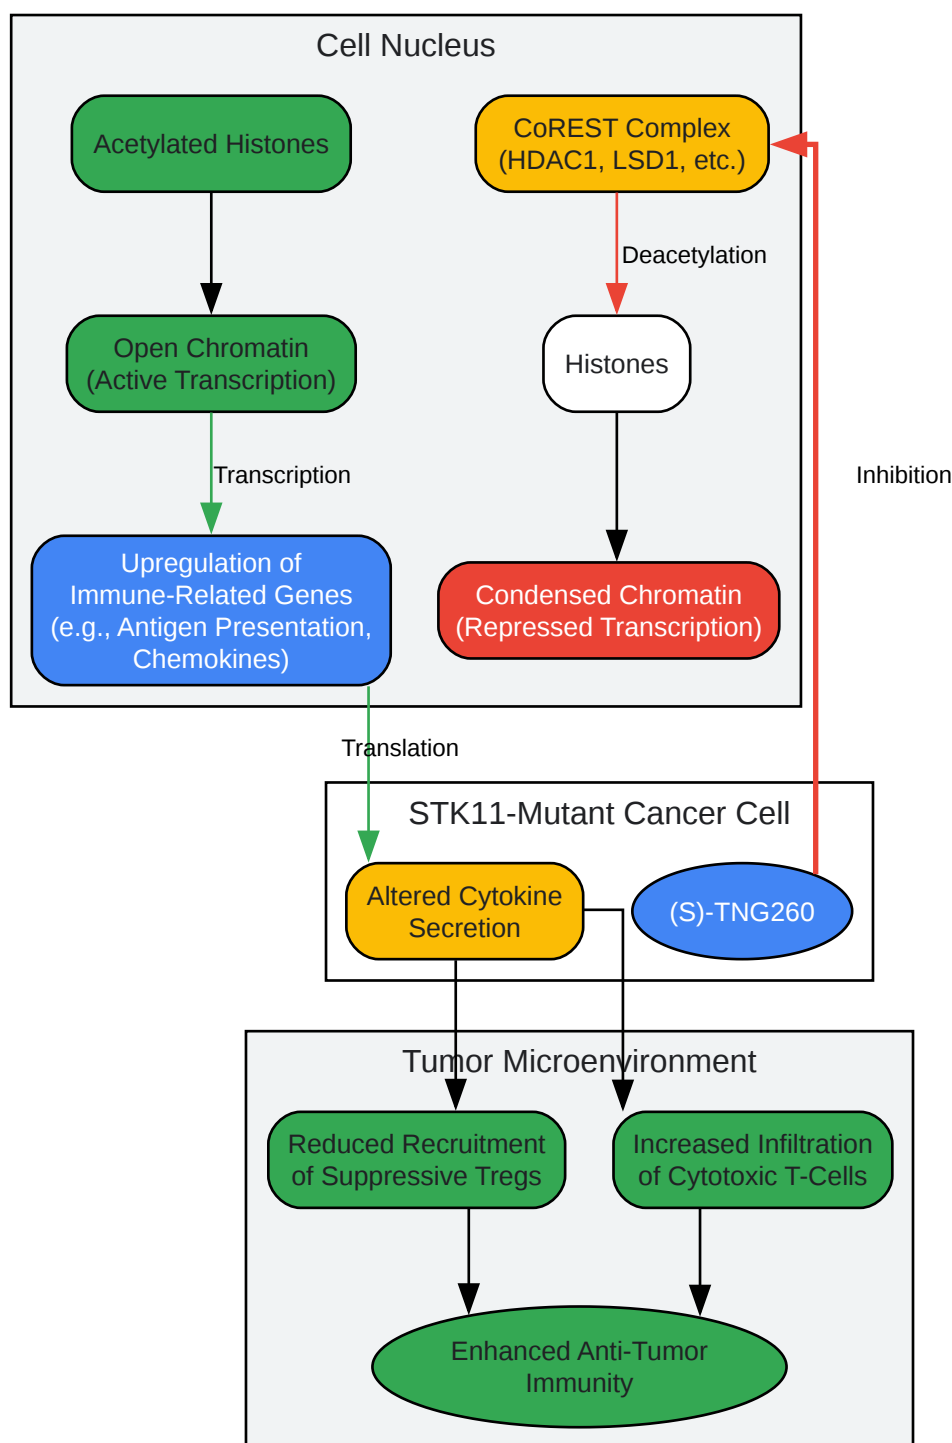 Cell Nucleus
Acetylated Histones
CoREST Complex
(HDAC1, LSD1, etc.)
Deacetylation
Open Chromatin
(Active Transcription)
Histones
Transcription
Inhibition
Upregulation of
Immune-Related Genes
(e.g., Antigen Presentation,
Chemokines)
Condensed Chromatin
(Repressed Transcription)
Translation
STK11-Mutant Cancer Cell
Altered Cytokine
Secretion
(S)-TNG260
Tumor Microenvironment
Reduced Recruitment
of Suppressive Tregs
Increased Infiltration
of Cytotoxic T-Cells
Enhanced Anti-Tumor
Immunity